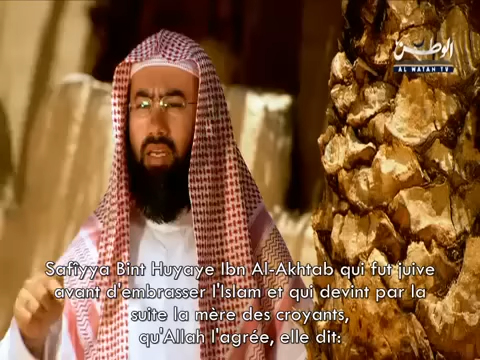 الوطن
AL WATAN TV
Safiyya Bint Huyaye Ibn Al-Akhtab qui fut juive
avant d'embrasser l'Islam et qui devint par la
suite la mère des croyants,
qu'Allah l'agrée, elle dit: